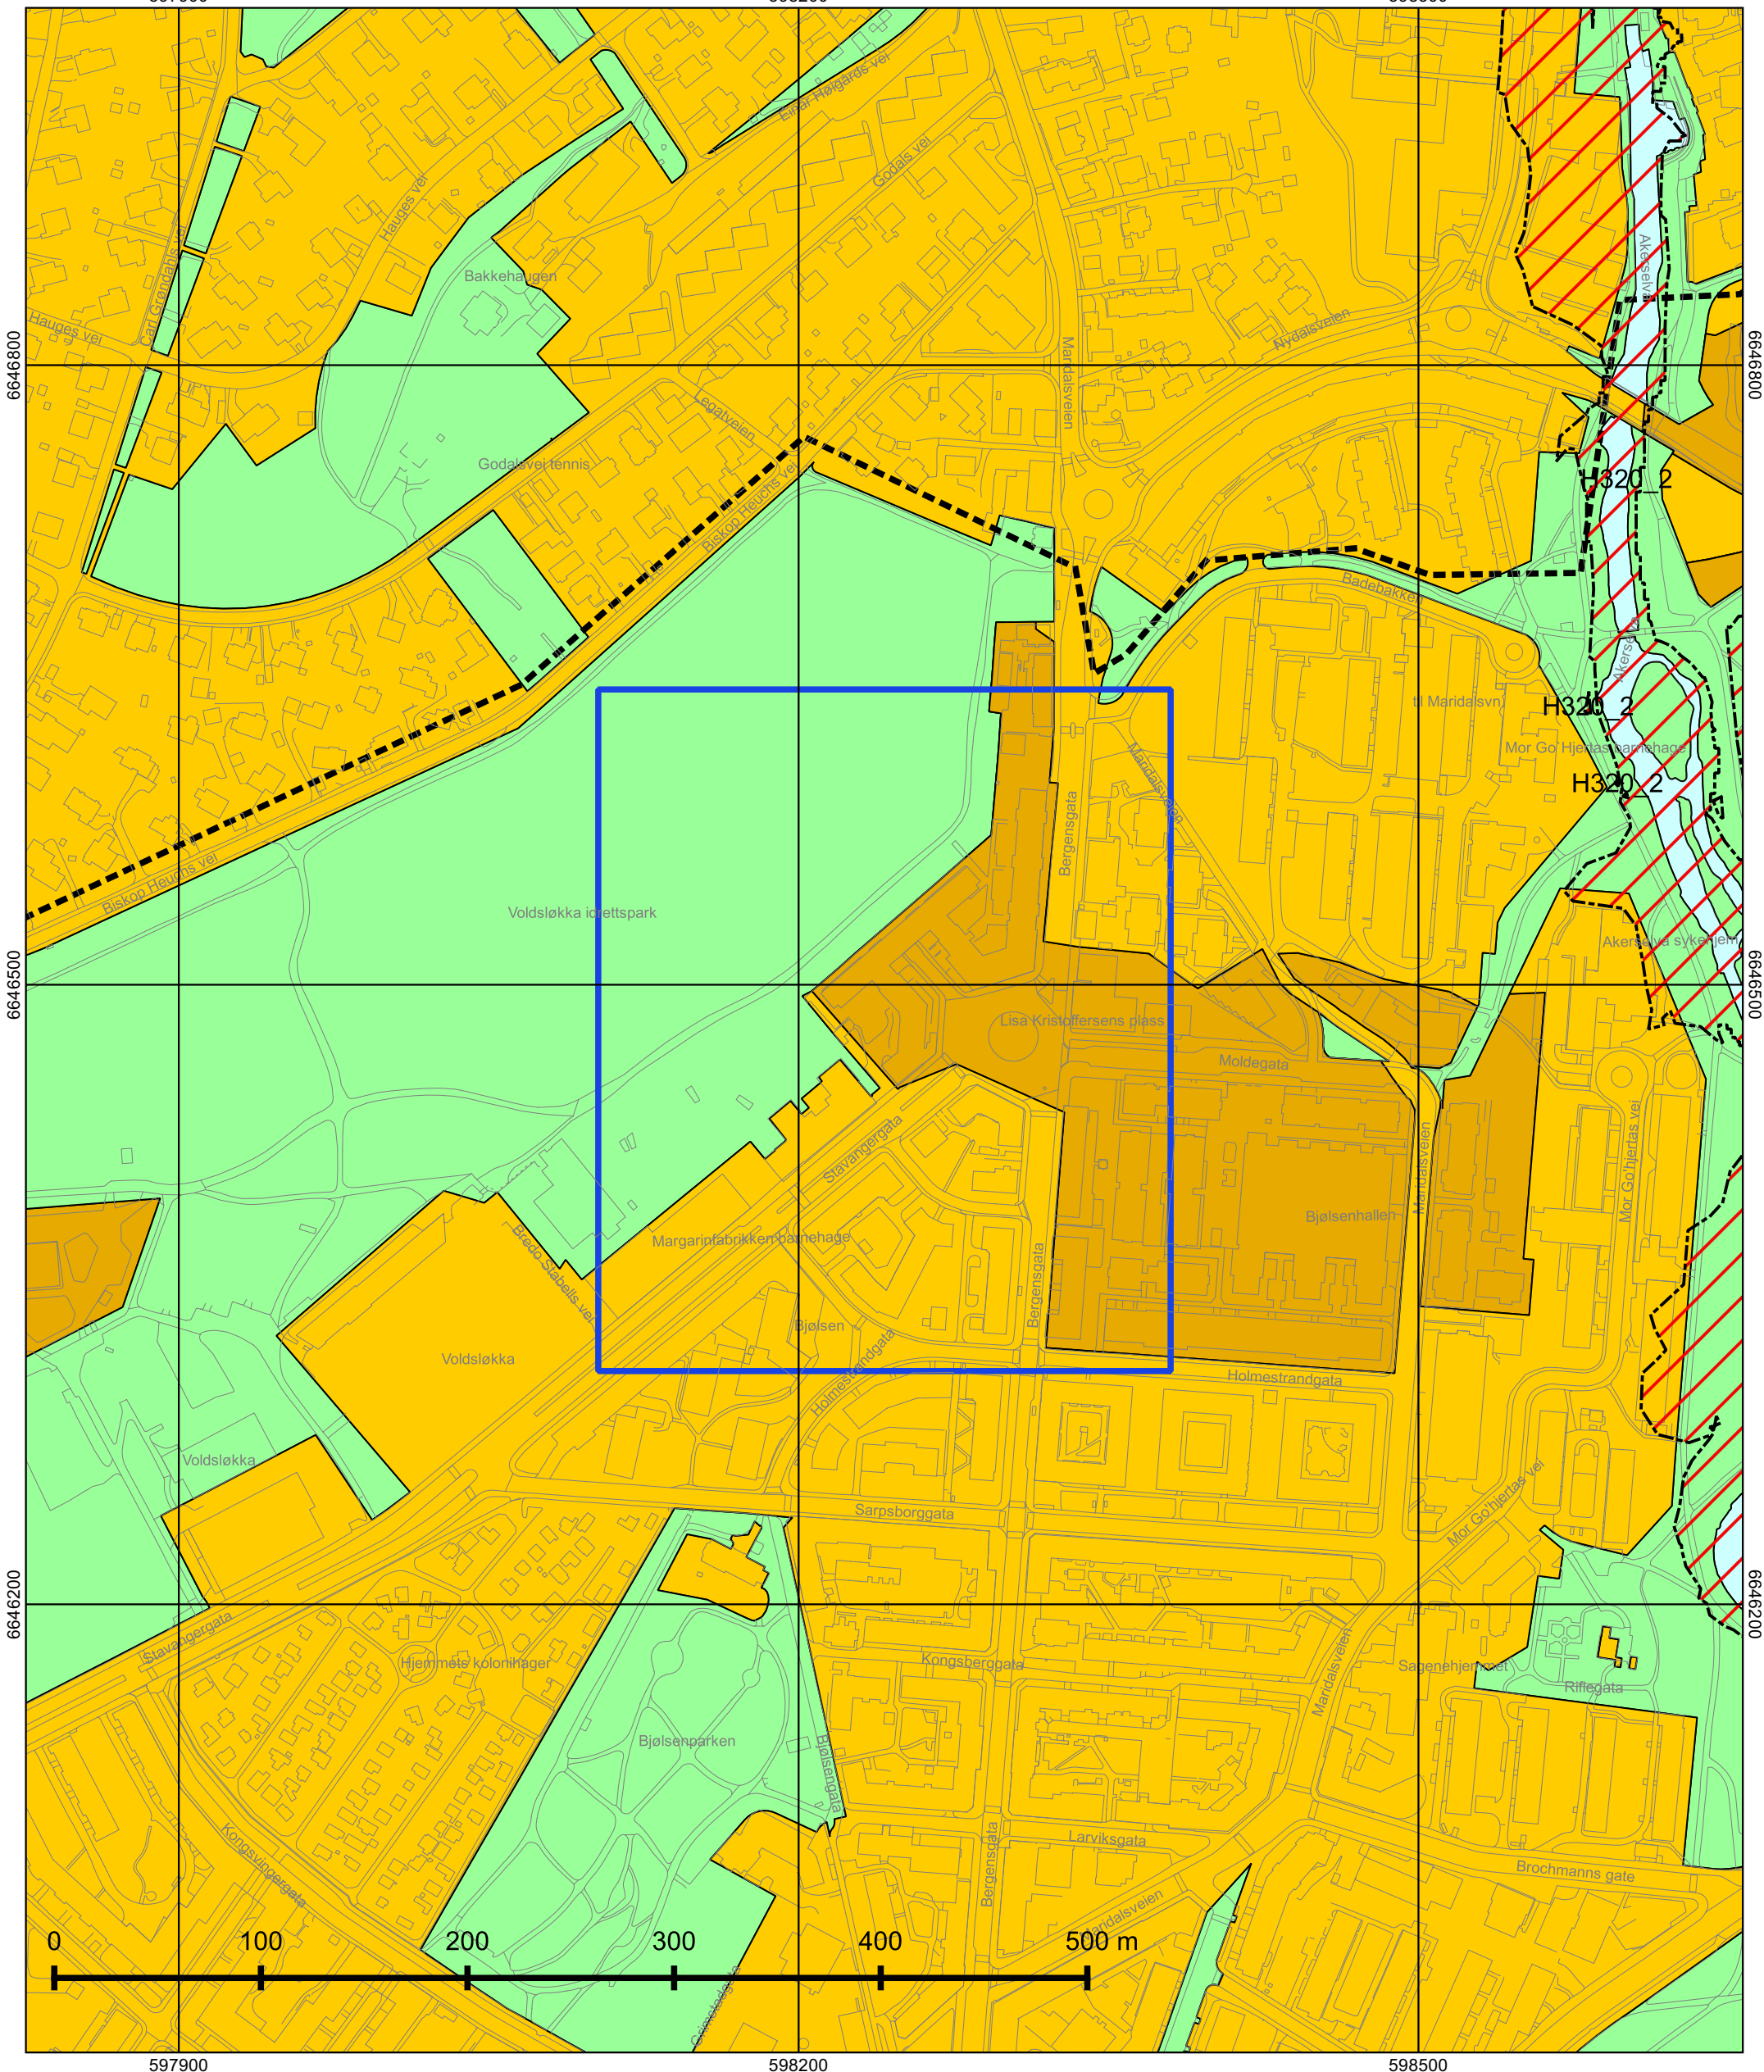 Einar Høigårds vei
Godals vei
Hauges vei
Carl Grøndahls vei
Akerselva
Bakkehaugen
Hauges vei
Nydalsveien
Maridalsveien
6646800
6646800
Legatveien
Godalsvei tennis
Biskop Heuchs vei
H320_2
Badebakken
Akerselva
til Maridalsvn
H320_2
Mor Go'Hjertas barnehage
Maridalsveien
H320_2
Bergensgata
Biskop Heuchs vei
Voldsløkka idrettspark
Akerselva sykehjem
6646500
6646500
Lisa Kristoffersens plass
Moldegata
Stavangergata
Maridalsveien
Mor Go'hjertas vei
Bjølsenhallen
Margarinfabrikken barnehage
Bredo Stabells vei
Bergensgata
Bjølsen
Voldsløkka
Holmestrandgata
Holmestrandgata
Voldsløkka
Sarpsborggata
Mor Go'hjertas vei
6646200
6646200
Stavangergata
Hjemmets kolonihager
Kongsberggata
Maridalsveien
Sagenehjemmet
Riflegata
Bjølsenparken
Bjølsengata
Kongsvingergata
Bergensgata
Larviksgata
Brochmanns gate
Maridalsveien
0 100 200 300 400 500 m
Grimstadgata
597900 598200 598500